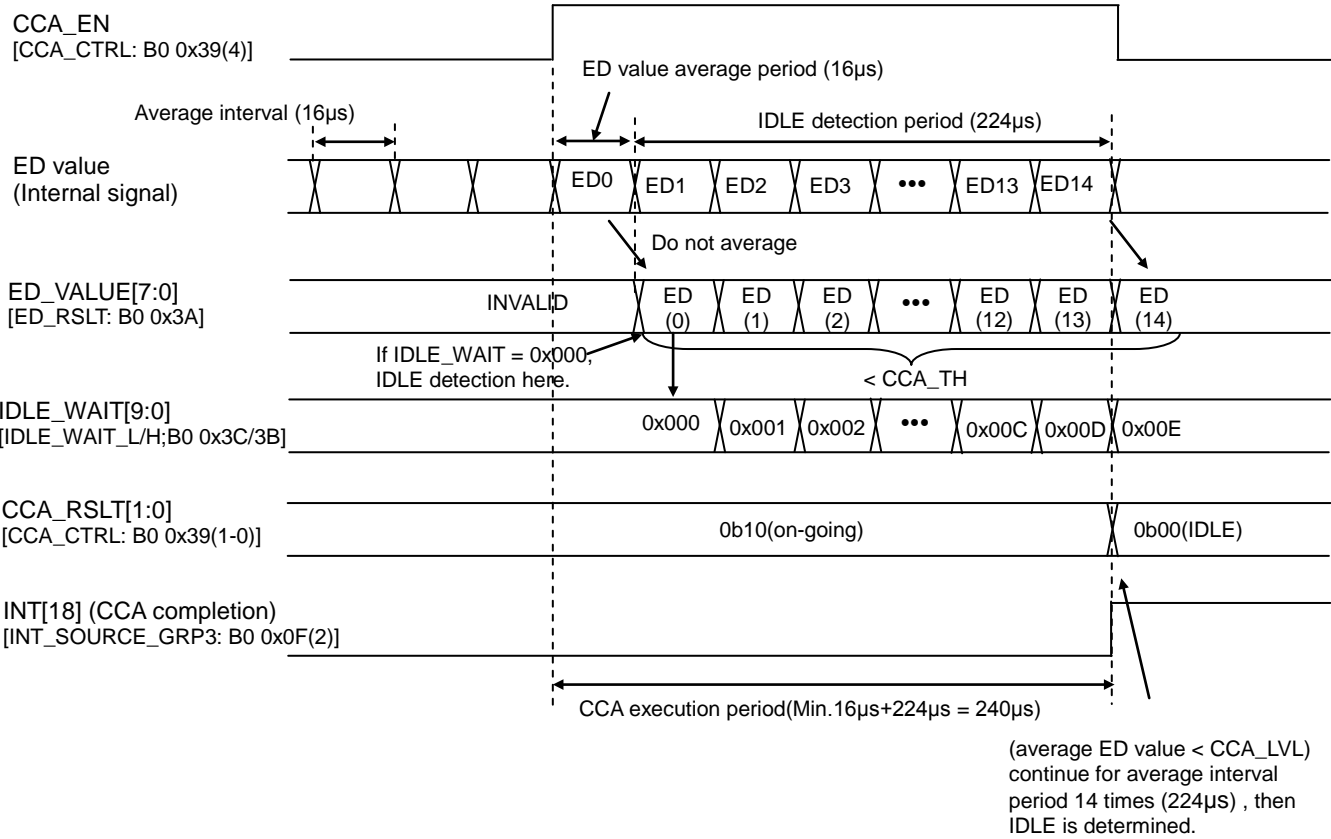 CCA_EN
[CCA_CTRL: B0 0x39(4)]
ED value average period (16µs)
Average interval (16µs)
IDLE detection period (224µs)
ED value
(Internal signal)
ED0
ED1
ED2
ED3
•••
ED13
ED14
Do not average
ED_VALUE[7:0]
[ED_RSLT: B0 0x3A]
INVALID
ED
(0)
ED
(1)
ED
(2)
•••
ED
(12)
ED
(13)
ED
(14)
If IDLE_WAIT = 0x000,
IDLE detection here.
< CCA_TH
IDLE_WAIT[9:0]
[IDLE_WAIT_L/H;B0 0x3C/3B]
0x000
0x001
0x002
•••
0x00C
0x00D
0x00E
CCA_RSLT[1:0]
[CCA_CTRL: B0 0x39(1-0)]
0b10(on-going)
0b00(IDLE)
INT[18] (CCA completion)
[INT_SOURCE_GRP3: B0 0x0F(2)]
CCA execution period(Min.16µs+224µs = 240µs)
(average ED value < CCA_LVL)
continue for average interval
period 14 times (224µs) , then
IDLE is determined.